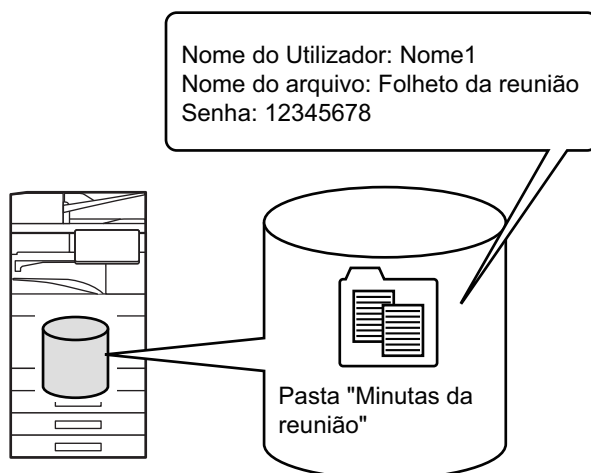 Nome do Utilizador: Nome1
Nome do arquivo: Folheto da reunião
Senha: 12345678
Pasta "Minutas da
reunião"